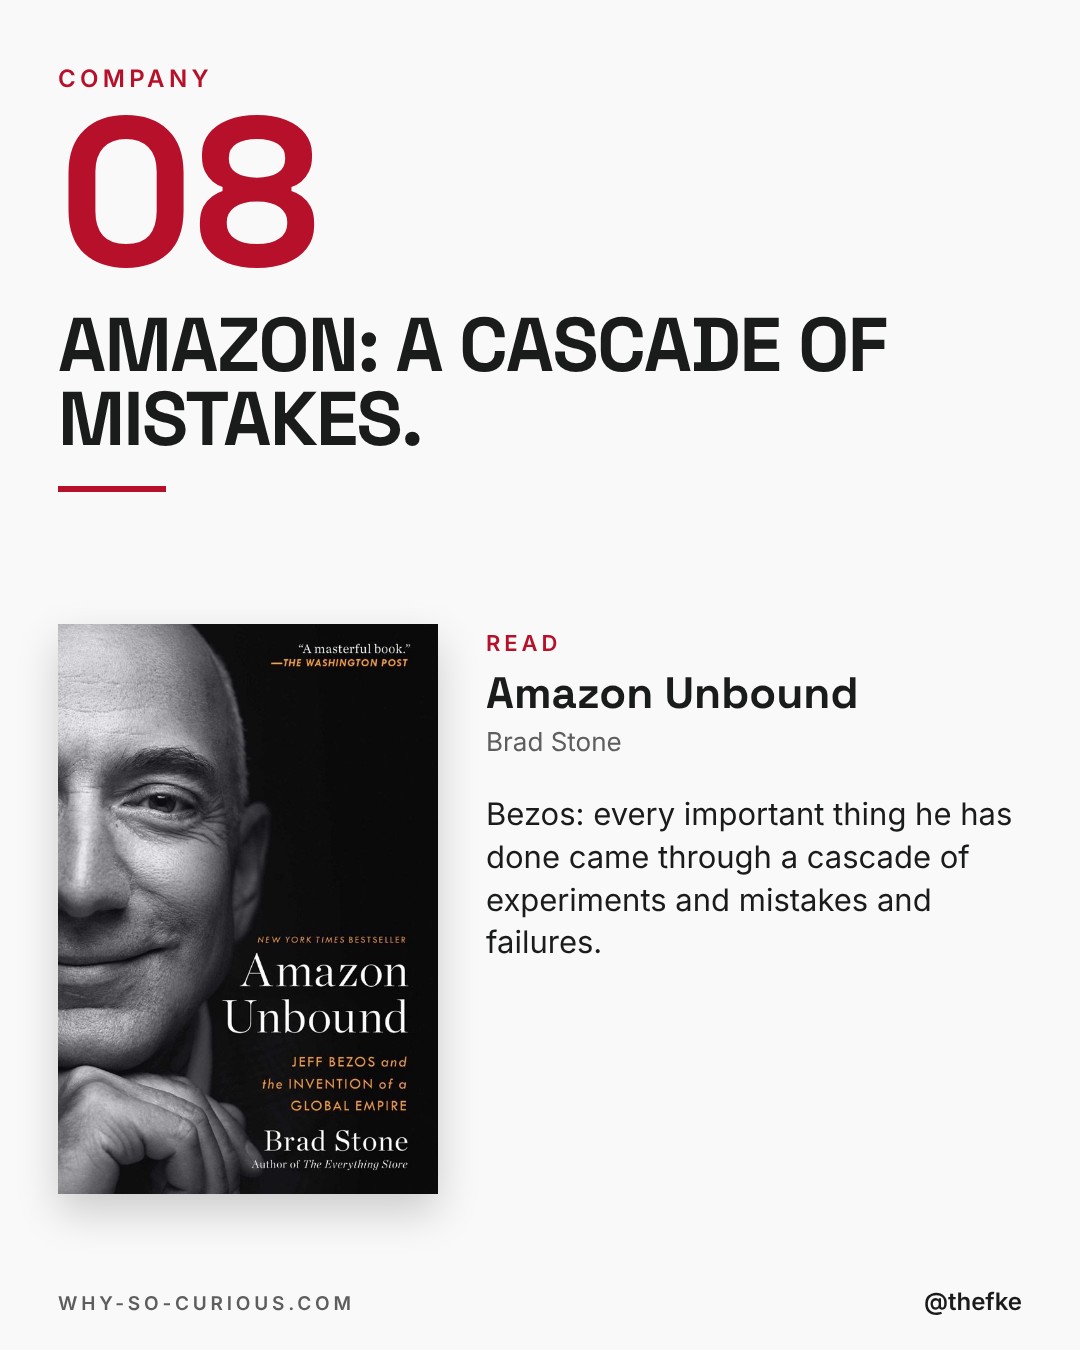 COMPANY
08
AMAZON: A CASCADE OF
MISTAKES.
“A masterful book.”
—THE WASHINGTON POST
NEW YORK TIMES BESTSELLER
Amazon
Unbound
JEFF BEZOS and
the INVENTION of a
GLOBAL EMPIRE
Brad Stone
Author of The Everything Store
READ
Amazon Unbound
Brad Stone
Bezos: every important thing he has
done came through a cascade of
experiments and mistakes and
failures.
WHY-SO-CURIOUS.COM
@thefke